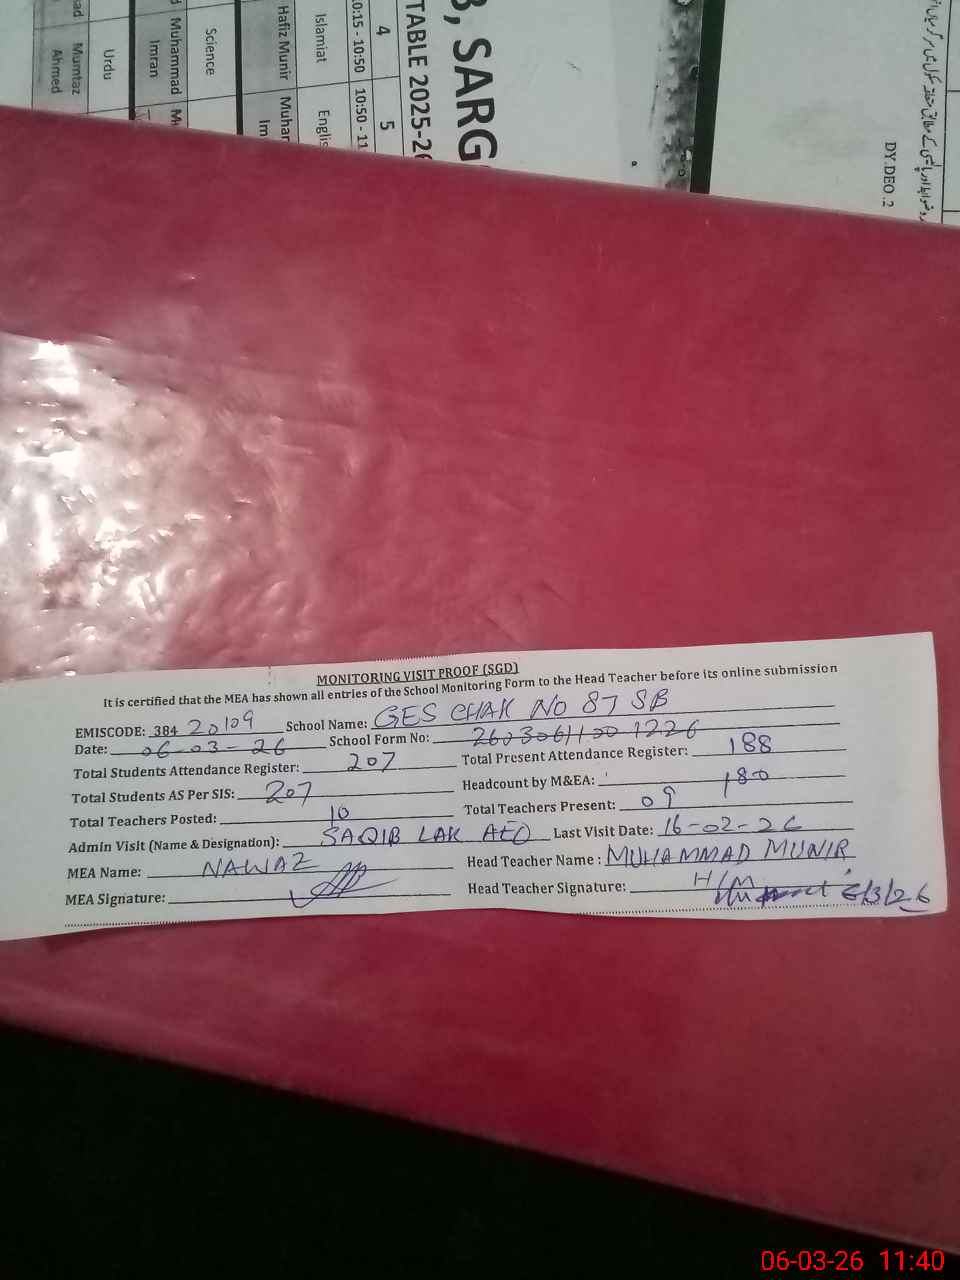 B, SARG
TABLE 2025-26
4
5
10:15 - 10:50
10:50 - 11
Islamiat
Hafiz Munir
Muhar
Im
Science
Muhammad
Imran
Urdu
Mumtaz
Ahmed
DY.DEO .2
MONITORING VISIT PROOF (SGD)
It is certified that the MEA has shown all entries of the School Monitoring Form to the Head Teacher before its online submission
EMISCODE: 384 20109 School Name: GES CHAK NO 87 SB
Date: 06-03-26 School Form No: 2603061100 1226
Total Students Attendance Register: 207 Total Present Attendance Register: 188
Total Students AS Per SIS: 207 Headcount by M&EA: 180
Total Teachers Posted: 10 Total Teachers Present: 09
Admin Visit (Name & Designation): SAQIB LAK AEO Last Visit Date: 16-02-26
MEA Name: NAWAZ Head Teacher Name : MUHAMMAD MUNIR
MEA Signature: Head Teacher Signature: H/M 6/3/26
06-03-26 11:40